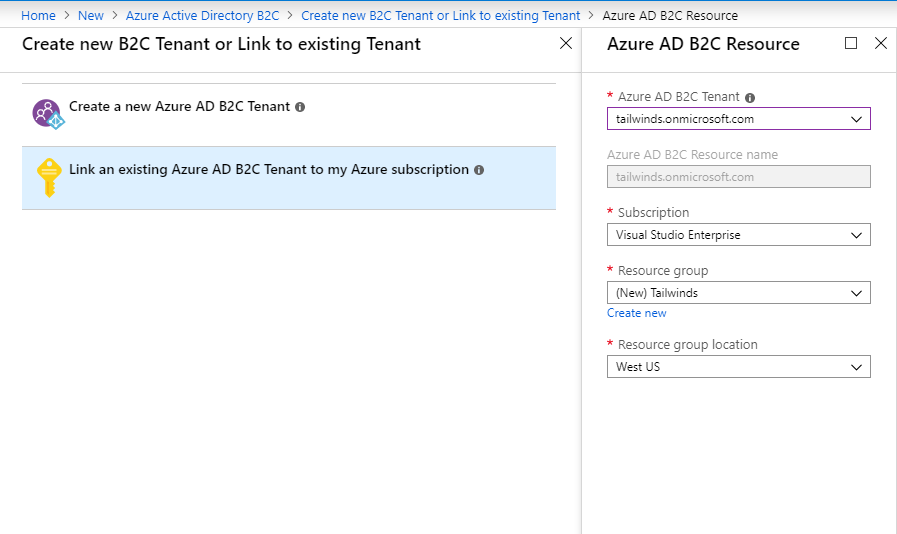 Home > New > Azure Active Directory B2C > Create new B2C Tenant or Link to existing Tenant > Azure AD B2C Resource
Create new B2C Tenant or Link to existing Tenant
Create a new Azure AD B2C Tenant
Link an existing Azure AD B2C Tenant to my Azure subscription
Azure AD B2C Resource
* Azure AD B2C Tenant
tailwinds.onmicrosoft.com
Azure AD B2C Resource name
tailwinds.onmicrosoft.com
* Subscription
Visual Studio Enterprise
* Resource group
(New) Tailwinds
Create new
* Resource group location
West US